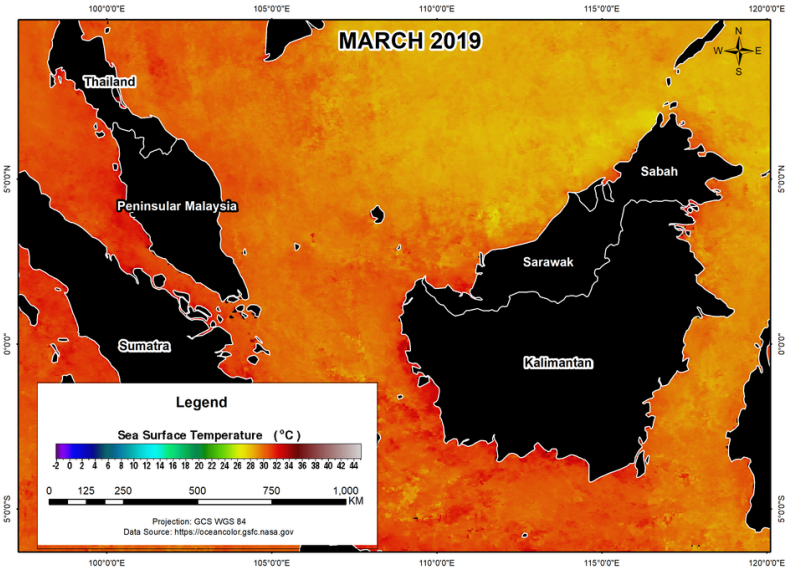 100°0'0"E 105°0'0"E 110°0'0"E 115°0'0"E 120°0'0"E
MARCH 2019
N
W E
S
Thailand
Sabah
5°0'0"N 5°0'0"N
Peninsular Malaysia
Sarawak
0°0'0" 0°0'0"
Sumatra
Kalimantan
Legend
Sea Surface Temperature (°C)
-2 0 2 4 6 8 10 12 14 16 18 20 22 24 26 28 30 32 34 36 38 40 42 44
0 125 250 500 750 1,000
KM
5°0'0"S 5°0'0"S
Projection: GCS WGS 84
Data Source: https://oceancolor.gsfc.nasa.gov
100°0'0"E 105°0'0"E 110°0'0"E 115°0'0"E 120°0'0"E